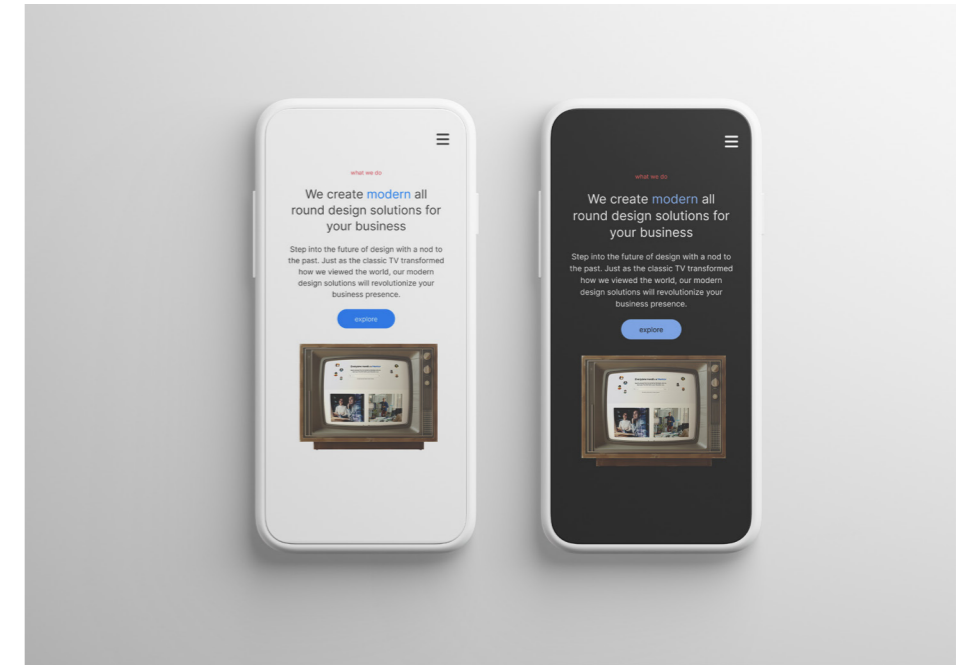 what we do
We create modern all
round design solutions for
your business
Step into the future of design with a nod to
the past. Just as the classic TV transformed
how we viewed the world, our modern
design solutions will revolutionize your
business presence.
explore
what we do
We create modern all
round design solutions for
your business
Step into the future of design with a nod to
the past. Just as the classic TV transformed
how we viewed the world, our modern
design solutions will revolutionize your
business presence.
explore